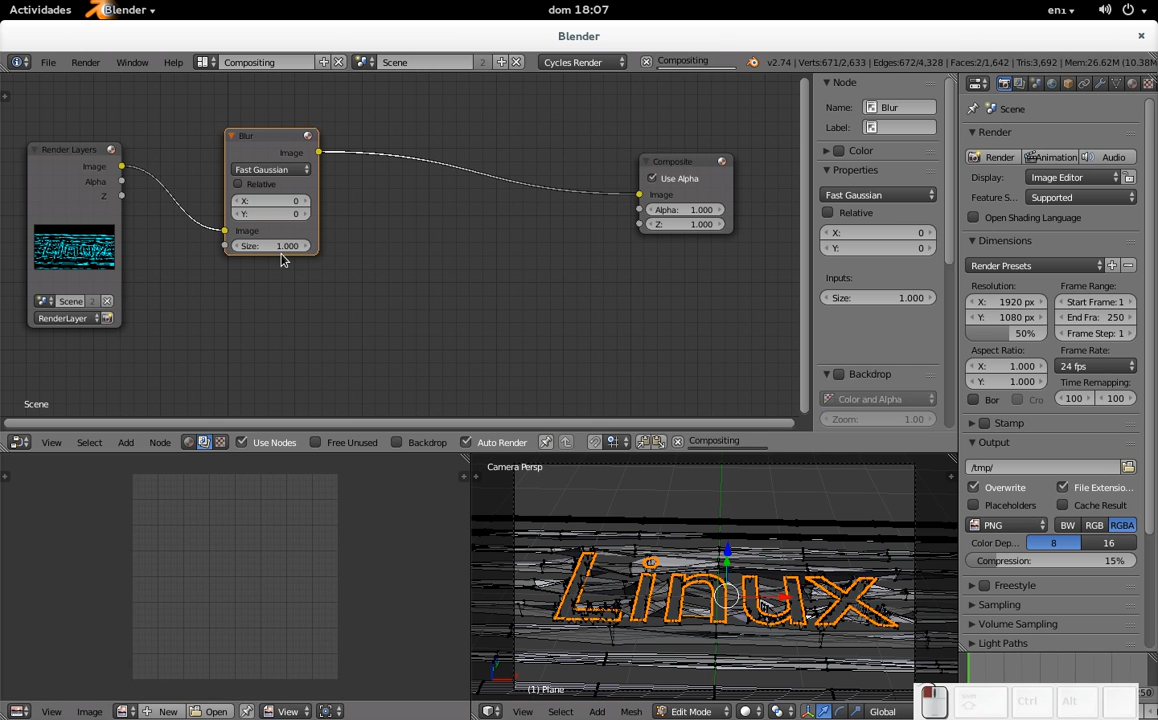 Actividades Blender dom 18:07 en1
Blender
File Render Window Help Compositing Scene 2 Cycles Render Compositing v2.74 | Verts:671/2,633 | Edges:672/4,328 | Faces:2/1,642 | Tris:3,692 | Mem:26.62M (10.38M
Render Layers
Image
Alpha
Z
Scene 2
RenderLayer
Blur
Image
Fast Gaussian
Relative
X: 0
Y: 0
Image
Size: 1.000
Composite
Use Alpha
Image
Alpha: 1.000
Z: 1.000
Scene
Node
Name: Blur
Label:
Color
Properties
Fast Gaussian
Relative
X: 0
Y: 0
Inputs:
Size: 1.000
Backdrop
Color and Alpha
Zoom: 1.00
View Select Add Node Use Nodes Free Unused Backdrop Auto Render Compositing
Camera Persp
Linux
(1) Plane
View Image New Open View
View Select Add Mesh Edit Mode Global
Scene
Render
Render Animation Audio
Display: Image Editor
Feature S... Supported
Open Shading Language
Dimensions
Render Presets
Resolution: Frame Range:
X: 1920 px Start Frame: 1
Y: 1080 px End Fra: 250
50% Frame Step: 1
Aspect Ratio: Frame Rate:
X: 1.000 24 fps
Y: 1.000 Time Remapping:
Bor Cro 100 100
Stamp
Output
/tmp/
Overwrite File Extensio...
Placeholders Cache Result
PNG BW RGB RGBA
Color Dep... 8 16
Compression: 15%
Freestyle
Sampling
Volume Sampling
Light Paths
Ctrl Alt